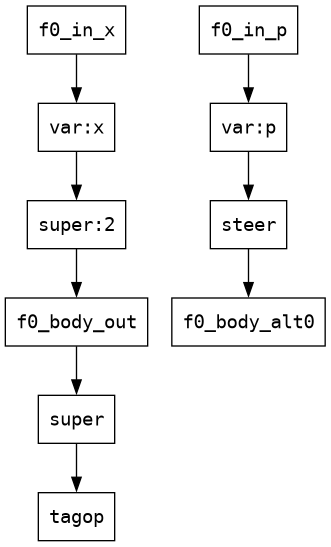 f0_in_x
f0_in_p
var:x
var:p
super:2
steer
f0_body_out
f0_body_alt0
super
tagop